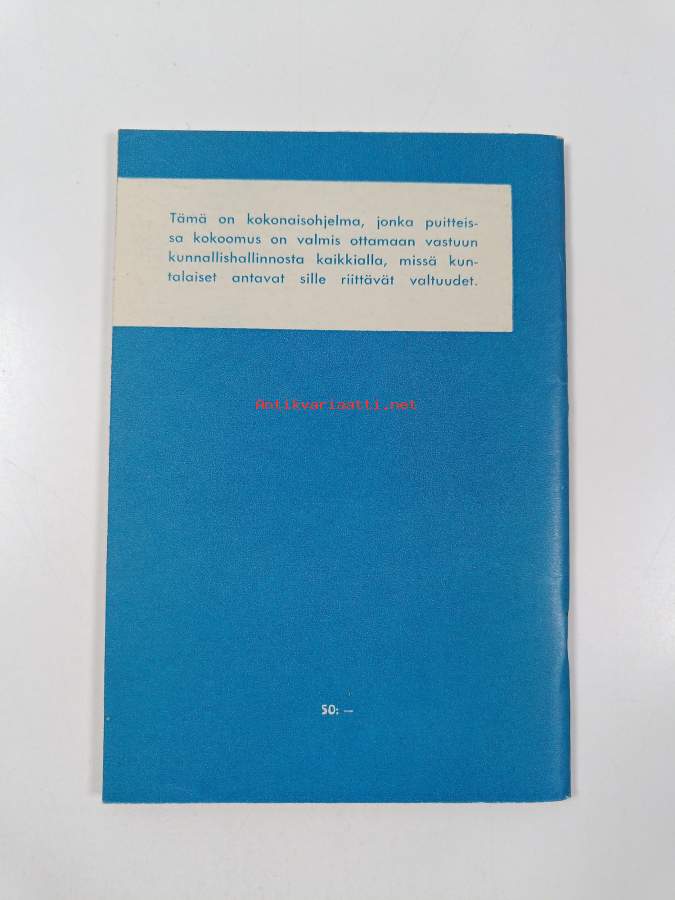 Tämä on kokonaisohjelma, jonka puitteis-
sa kokoomus on valmis ottamaan vastuun
kunnallishallinnosta kaikkialla, missä kun-
talaiset antavat sille riittävät valtuudet.
Antikvariaatti.net
50: —